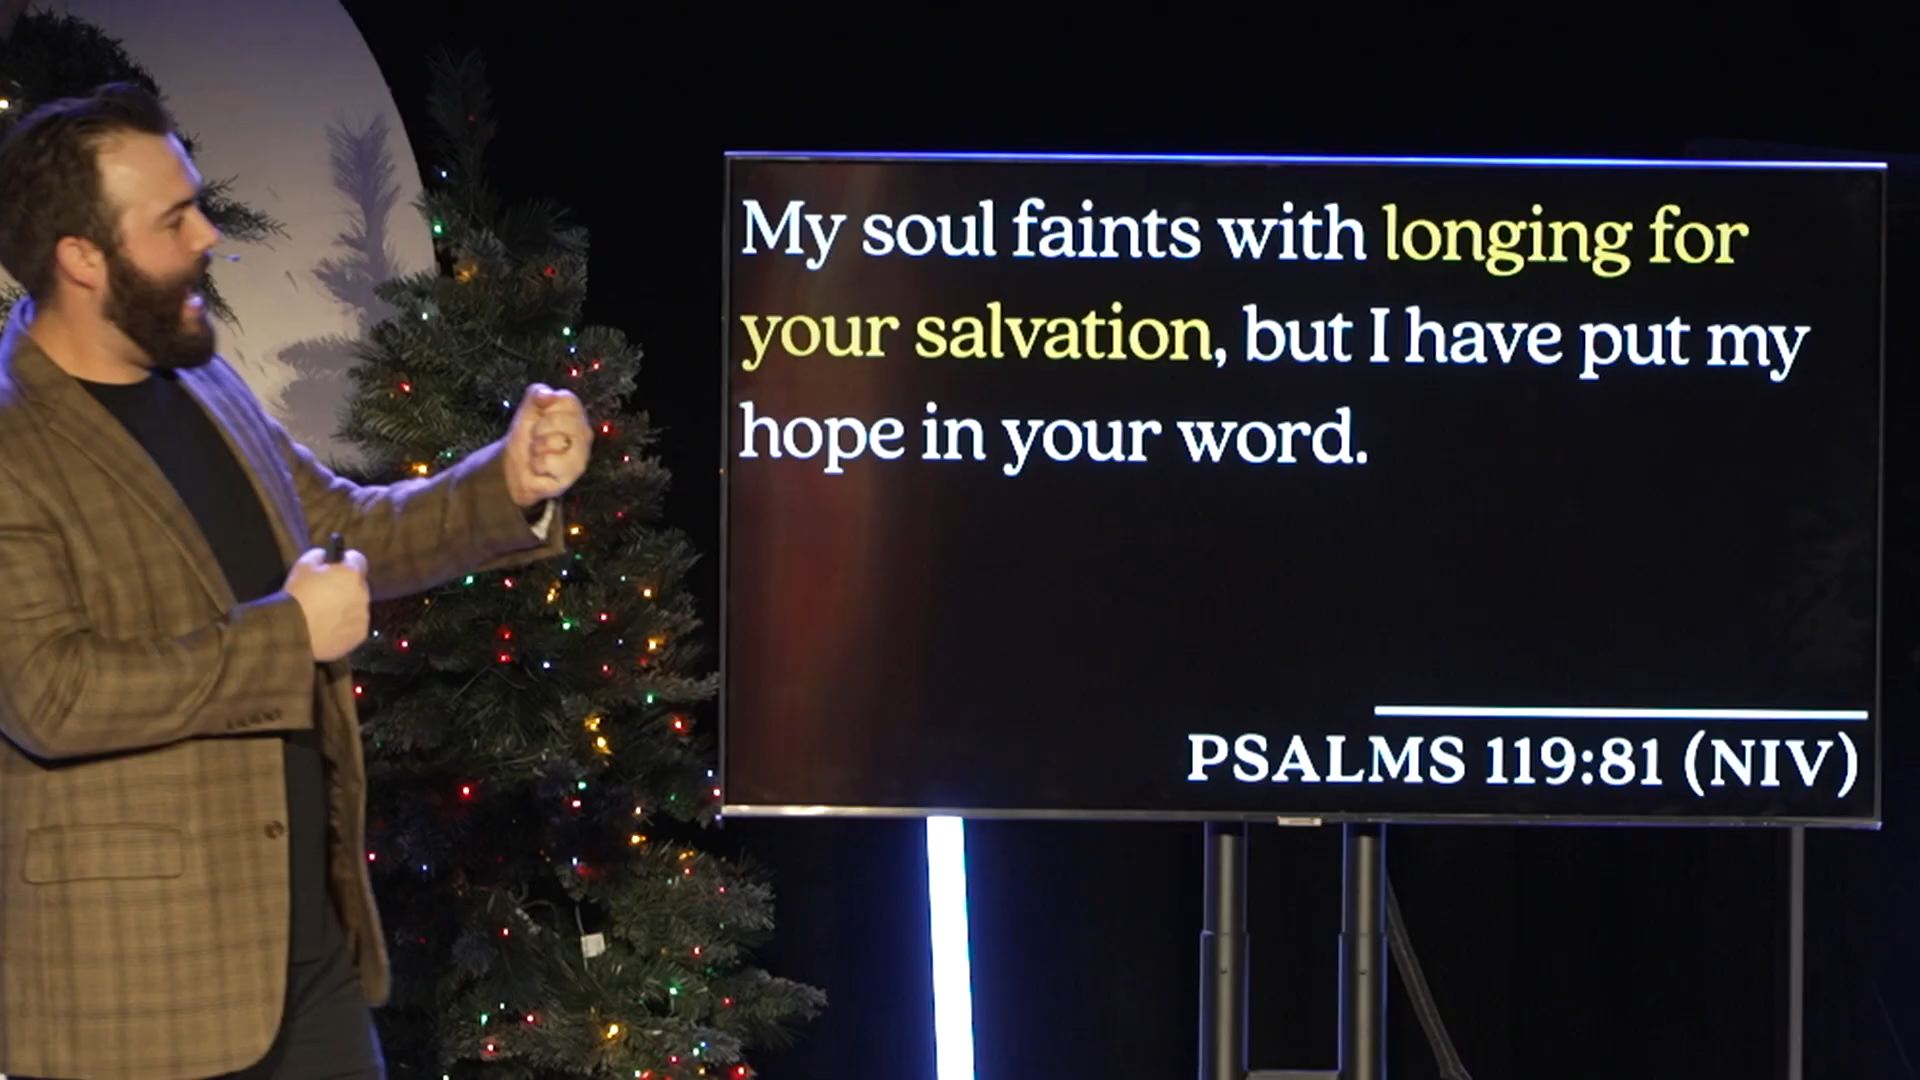 My soul faints with longing for
your salvation, but I have put my
hope in your word.
PSALMS 119:81 (NIV)